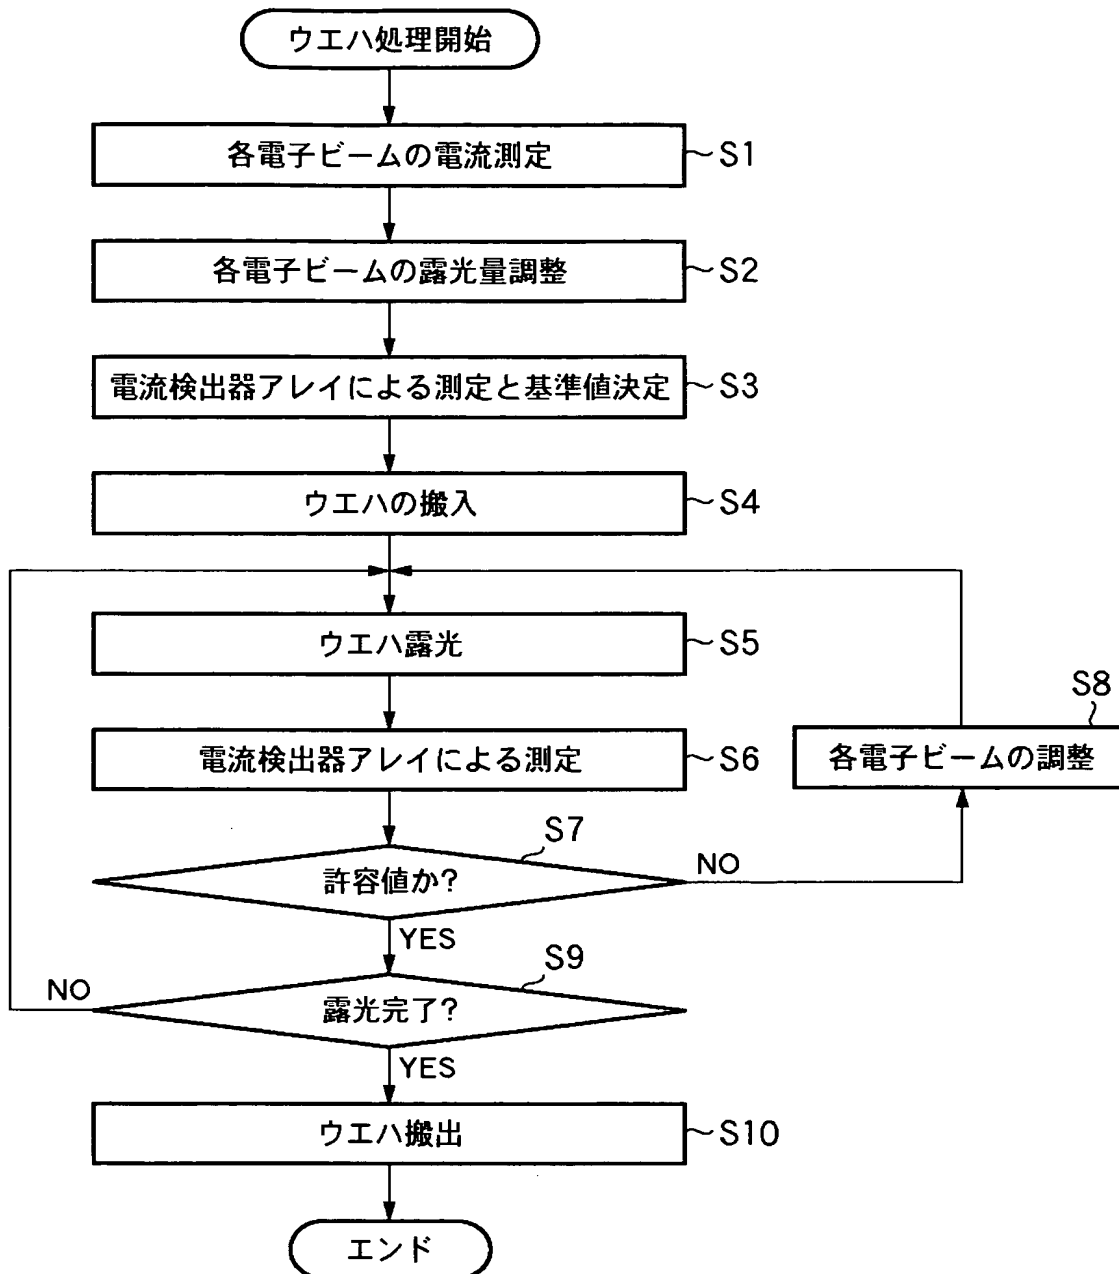 ウエハ処理開始
各電子ビームの電流測定
S1
各電子ビームの露光量調整
S2
電流検出器アレイによる測定と基準値決定
S3
ウエハの搬入
S4
ウエハ露光
S5
S8
電流検出器アレイによる測定
S6
各電子ビームの調整
S7
許容値か?
NO
YES
S9
NO
露光完了?
YES
ウエハ搬出
S10
エンド